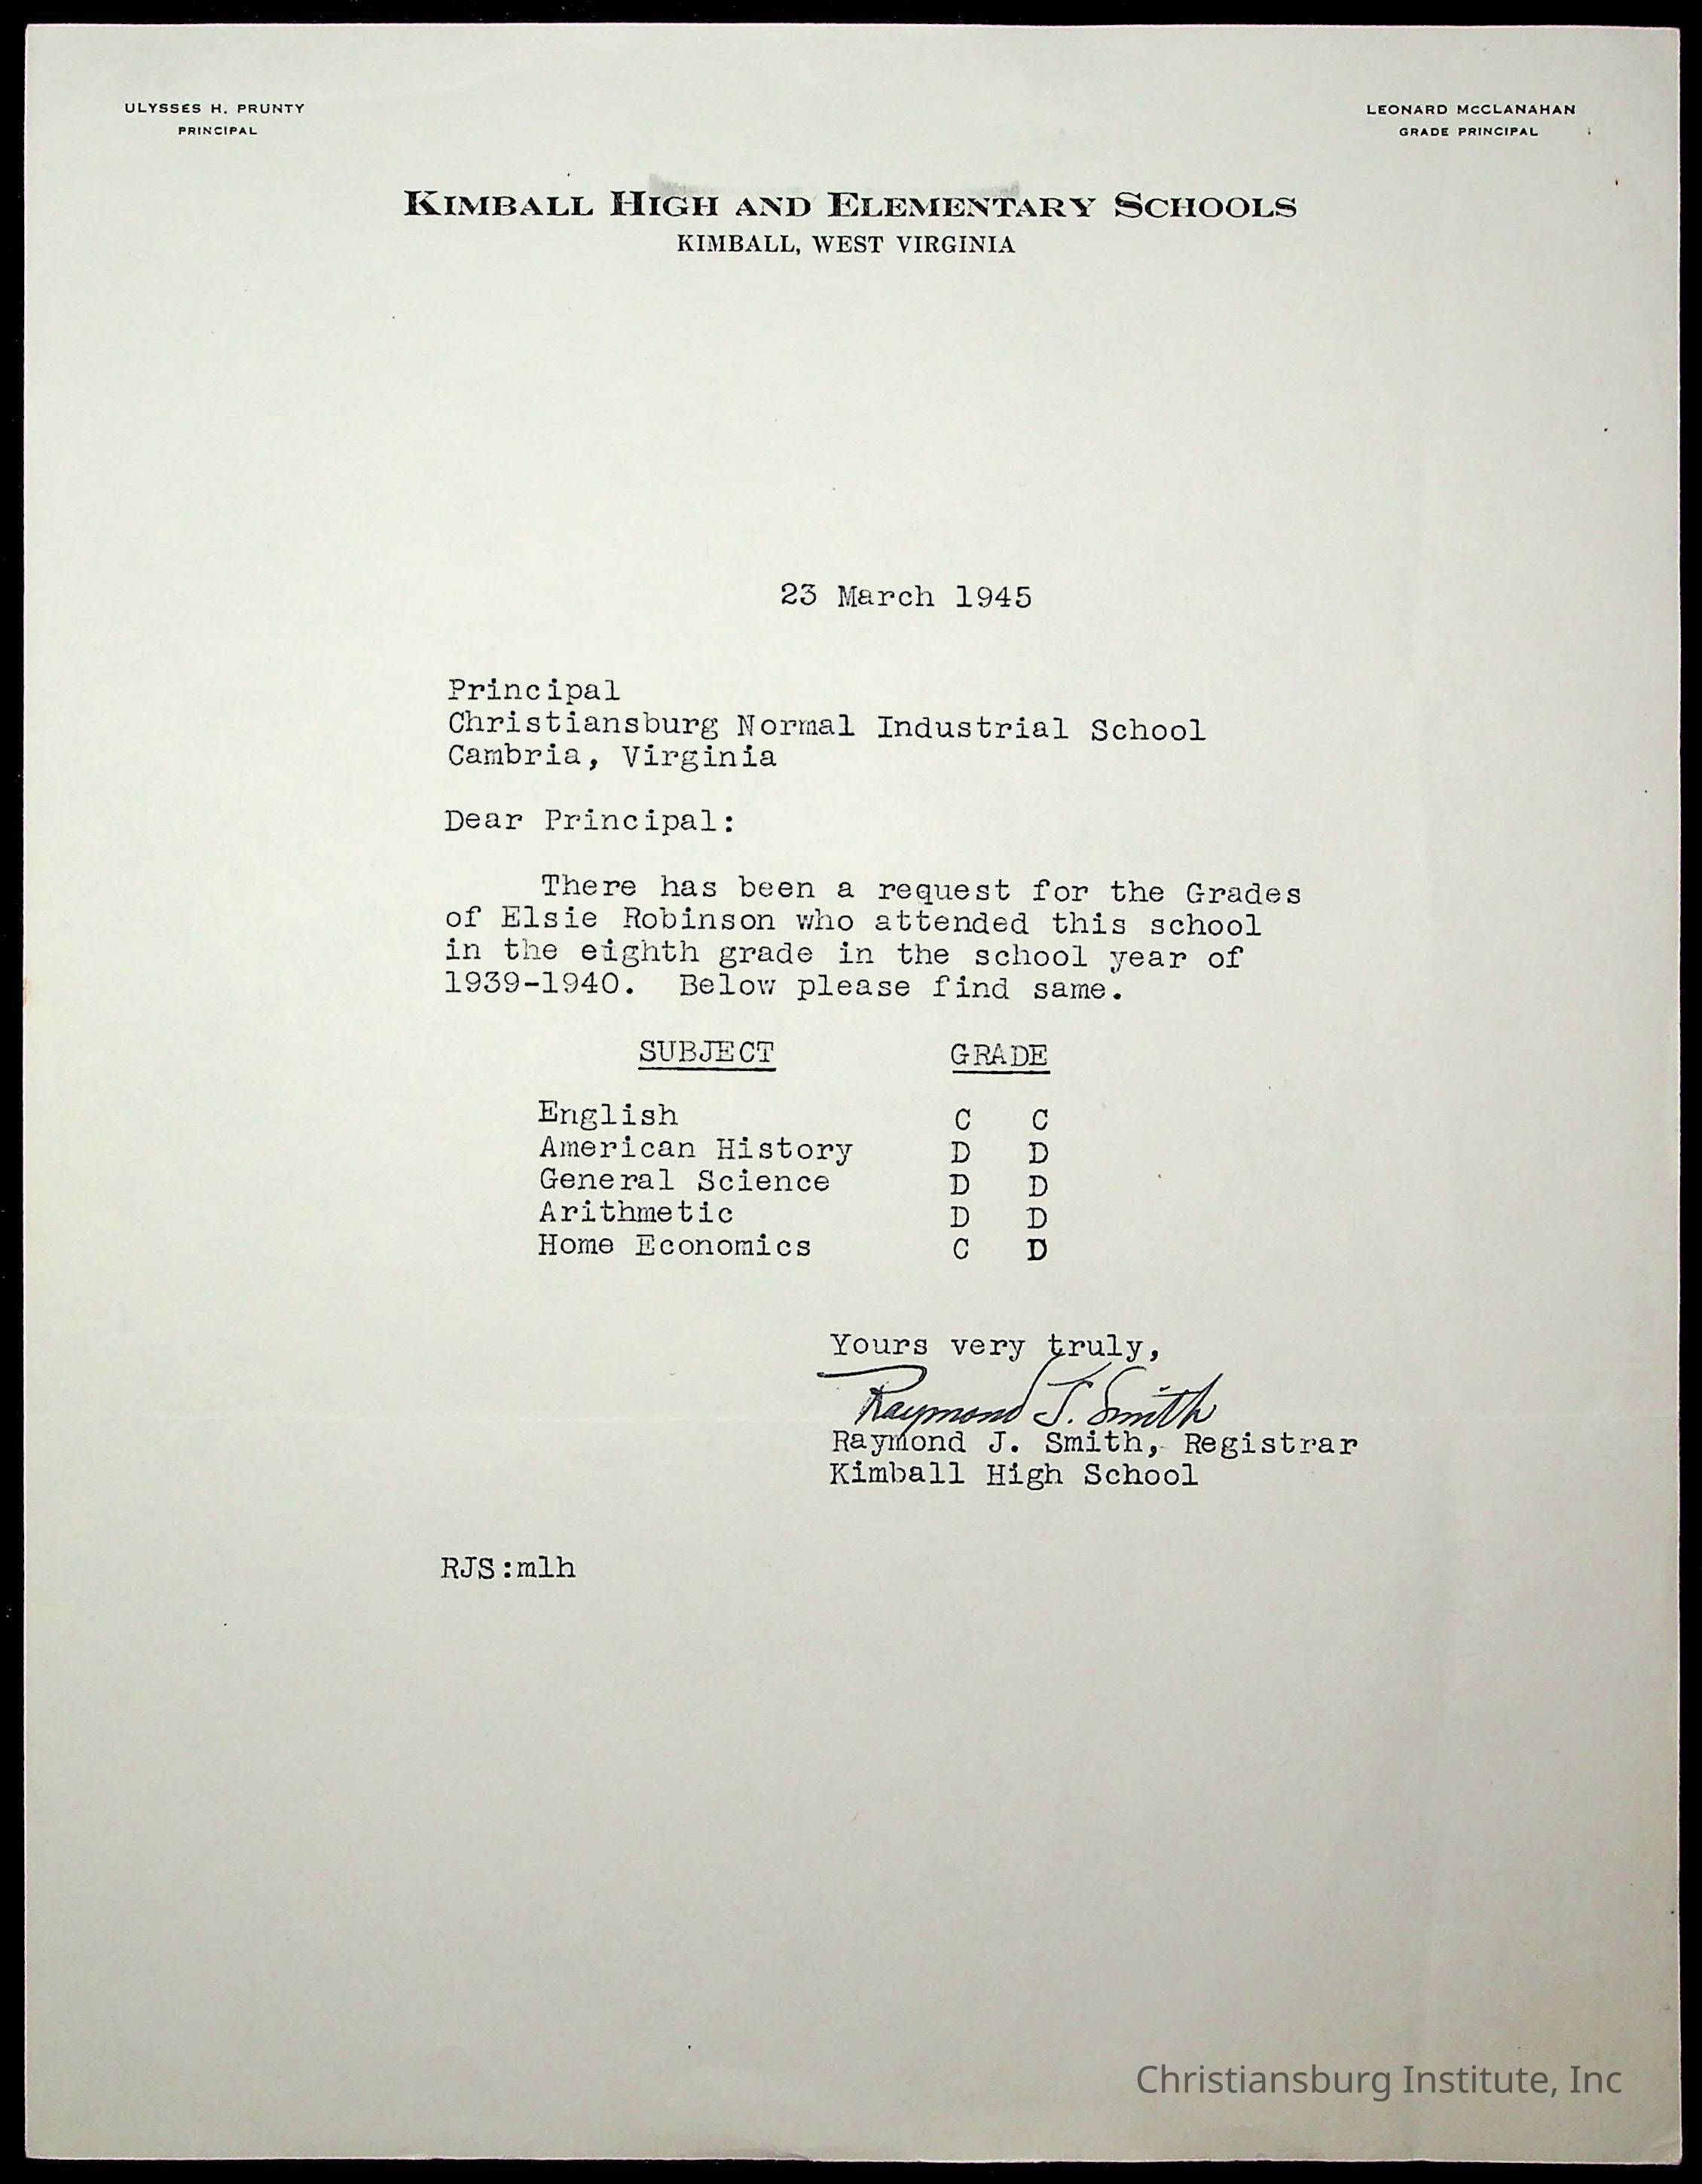 ULYSSES H. PRUNTY
PRINCIPAL
LEONARD McCLANAHAN
GRADE PRINCIPAL
KIMBALL HIGH AND ELEMENTARY SCHOOLS
KIMBALL, WEST VIRGINIA
23 March 1945
Principal
Christiansburg Normal Industrial School
Cambria, Virginia
Dear Principal:
There has been a request for the Grades
of Elsie Robinson who attended this school
in the eighth grade in the school year of
1939-1940. Below please find same.
SUBJECT GRADE
English C C
American History D D
General Science D D
Arithmetic D D
Home Economics C D
Yours very truly,
Raymond J. Smith
Raymond J. Smith, Registrar
Kimball High School
RJS:mlh
Christiansburg Institute, Inc